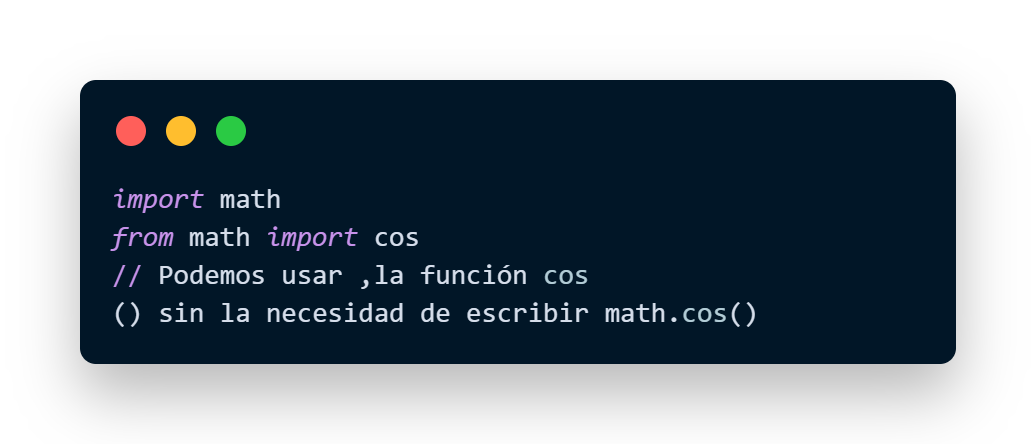 import math
from math import cos
// Podemos usar ,la función cos
() sin la necesidad de escribir math.cos()